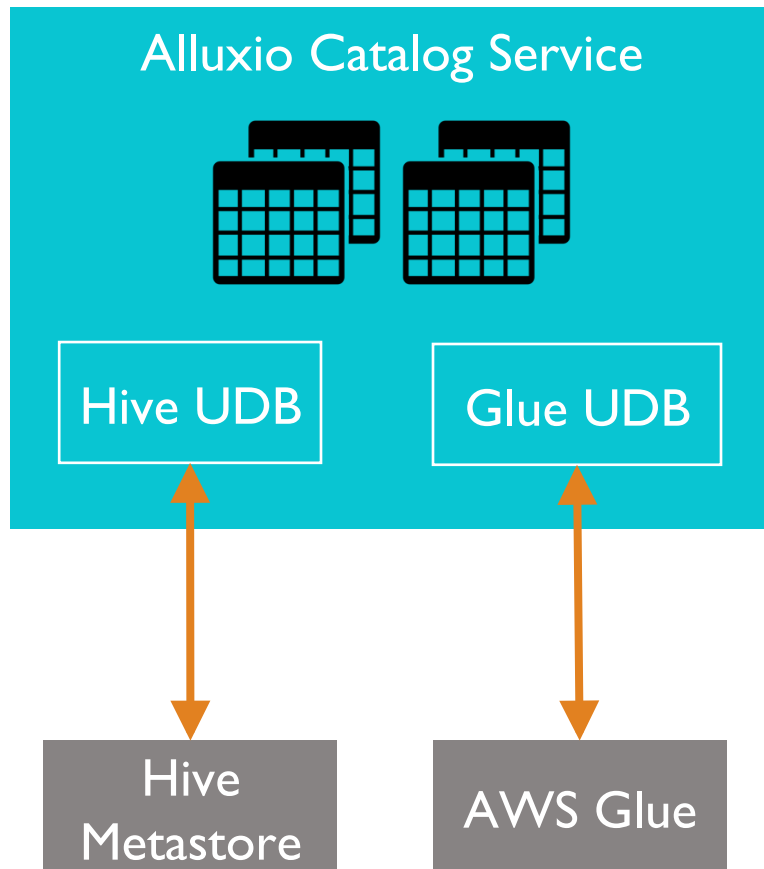 Alluxio Catalog Service
Hive UDB
Glue UDB
Hive
Metastore
AWS Glue